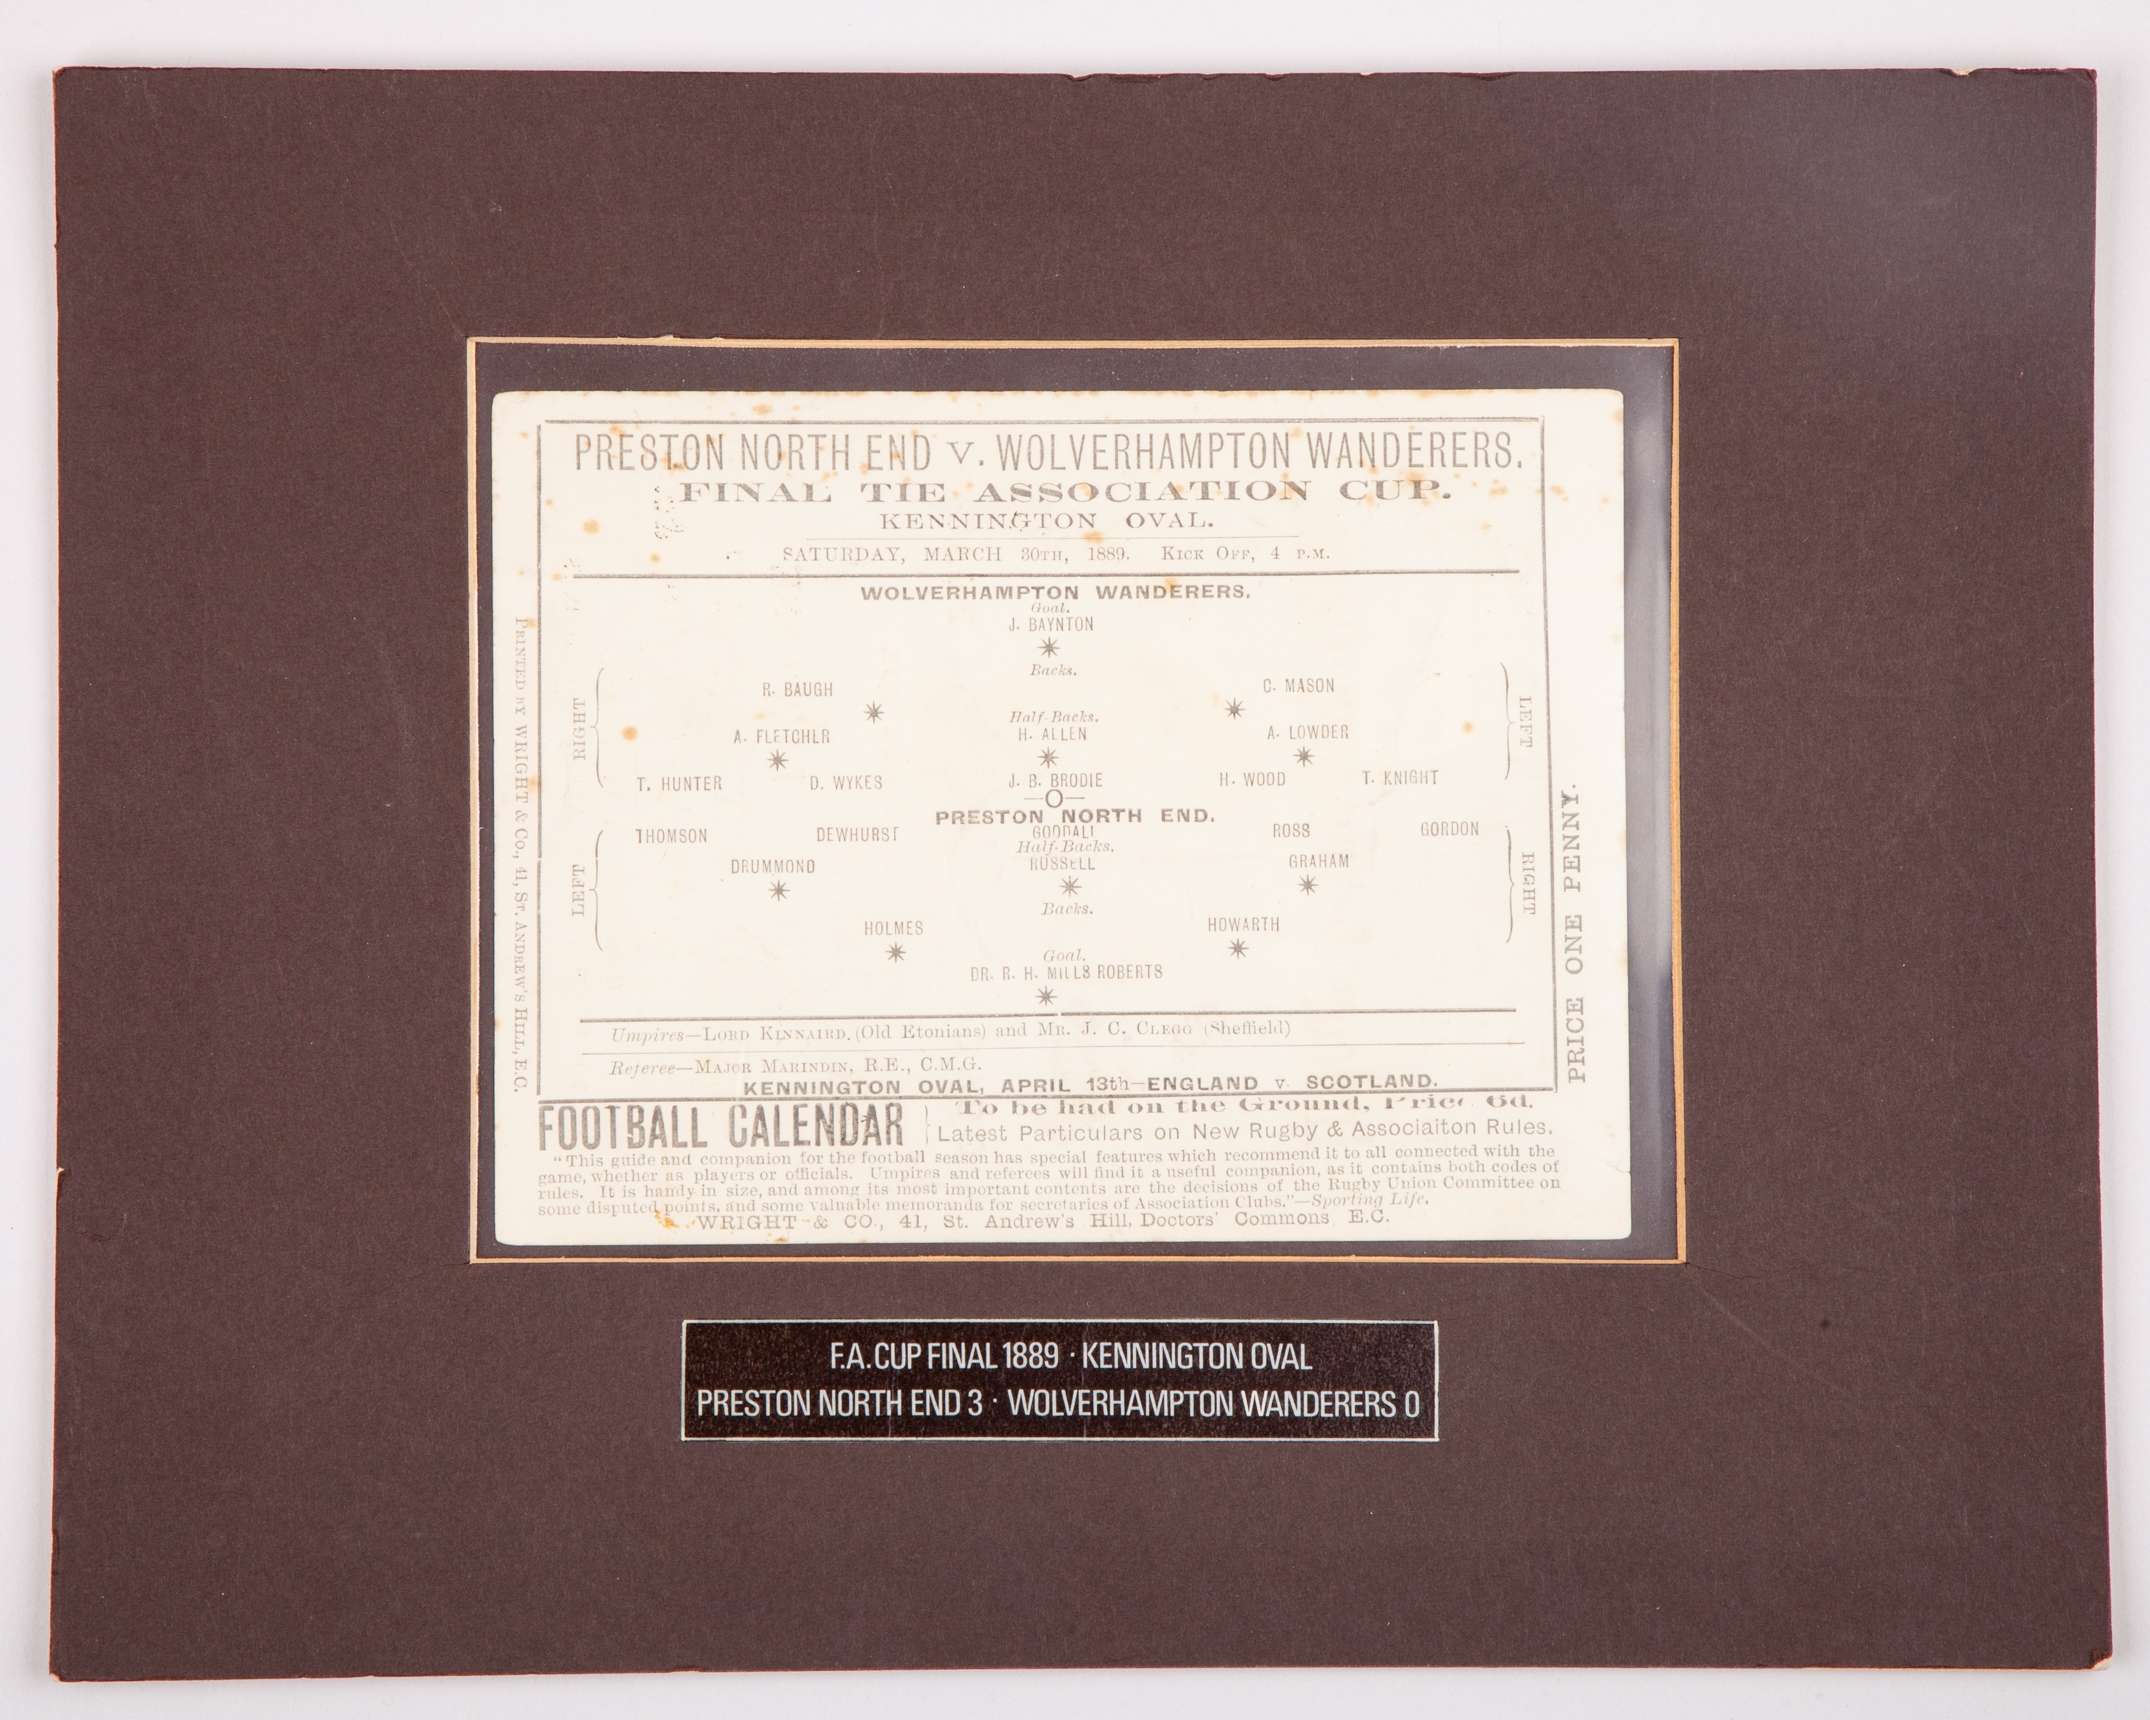 PRESTON NORTH END V. WOLVERHAMPTON WANDERERS.
FINAL TIE ASSOCIATION CUP.
KENNINGTON OVAL.
SATURDAY, MARCH 30TH, 1889. KICK OFF, 4 P.M.
WOLVERHAMPTON WANDERERS.
Goal.
J. BAYNTON
Backs.
R. BAUGH C. MASON
Half-Backs.
A. FLETCHER H. ALLEN A. LOWDER
T. HUNTER D. WYKES J. B. BRODIE H. WOOD T. KNIGHT
RIGHT
LEFT
—O—
PRESTON NORTH END.
THOMSON DEWHURST GOODALL ROSS GORDON
Half-Backs.
DRUMMOND RUSSELL GRAHAM
Backs.
HOLMES HOWARTH
Goal.
DR. R. H. MILLS ROBERTS
LEFT
RIGHT
Umpires—LORD KINNAIRD, (Old Etonians) and MR. J. C. CLEGG (Sheffield)
Referee—MAJOR MARINDIN, R.E., C.M.G.
KENNINGTON OVAL, APRIL 13th—ENGLAND v. SCOTLAND.
PRINTED BY WRIGHT & Co., 41, ST. ANDREW'S HILL, E.C.
PRICE ONE PENNY.
FOOTBALL CALENDAR
To be had on the Ground, Price 6d.
Latest Particulars on New Rugby & Associaiton Rules.
"This guide and companion for the football season has special features which recommend it to all connected with the
game, whether as players or officials. Umpires and referees will find it a useful companion, as it contains both codes of
rules. It is handy in size, and among its most important contents are the decisions of the Rugby Union Committee on
some disputed points, and some valuable memoranda for secretaries of Association Clubs."—Sporting Life.
WRIGHT & CO., 41, St. Andrew's Hill, Doctors' Commons E.C.
F.A. CUP FINAL 1889 · KENNINGTON OVAL
PRESTON NORTH END 3 · WOLVERHAMPTON WANDERERS 0